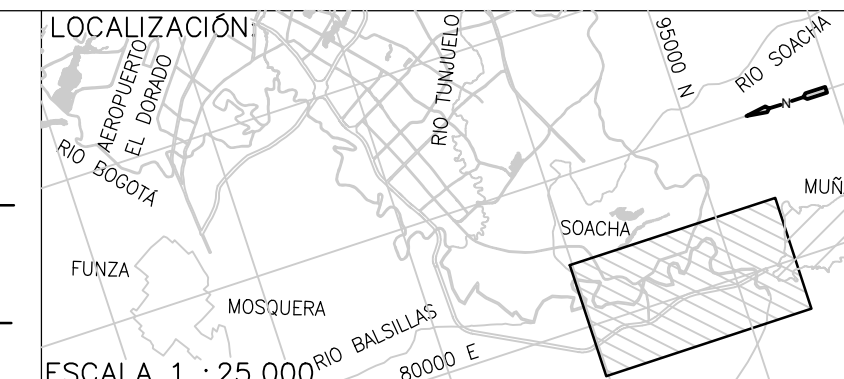 LOCALIZACIÓN:
AEROPUERTO
EL DORADO
RIO BOGOTÁ
RIO TUNJUELO
95000 N
RIO SOACHA
N
SOACHA
FUNZA
MOSQUERA
RIO BALSILLAS
80000 E
ESCALA 1 : 25.000